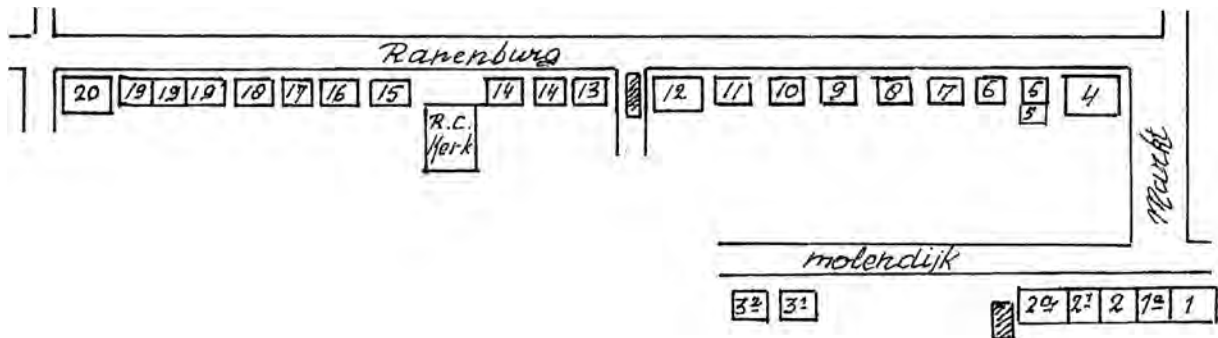 Ranenburg
20 19 19 19 18 17 16 15 14 14 13 12 11 10 9 8 7 6 5 4
5
R.C.
Kerk
Markt
molendijk
3² 3¹ 2a 2¹ 2 1a 1